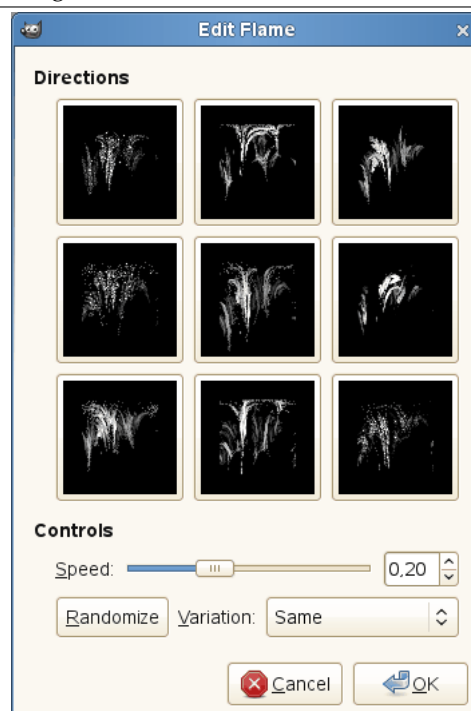 Edit Flame
Directions
Controls
Speed: 0,20
Randomize Variation: Same
Cancel OK